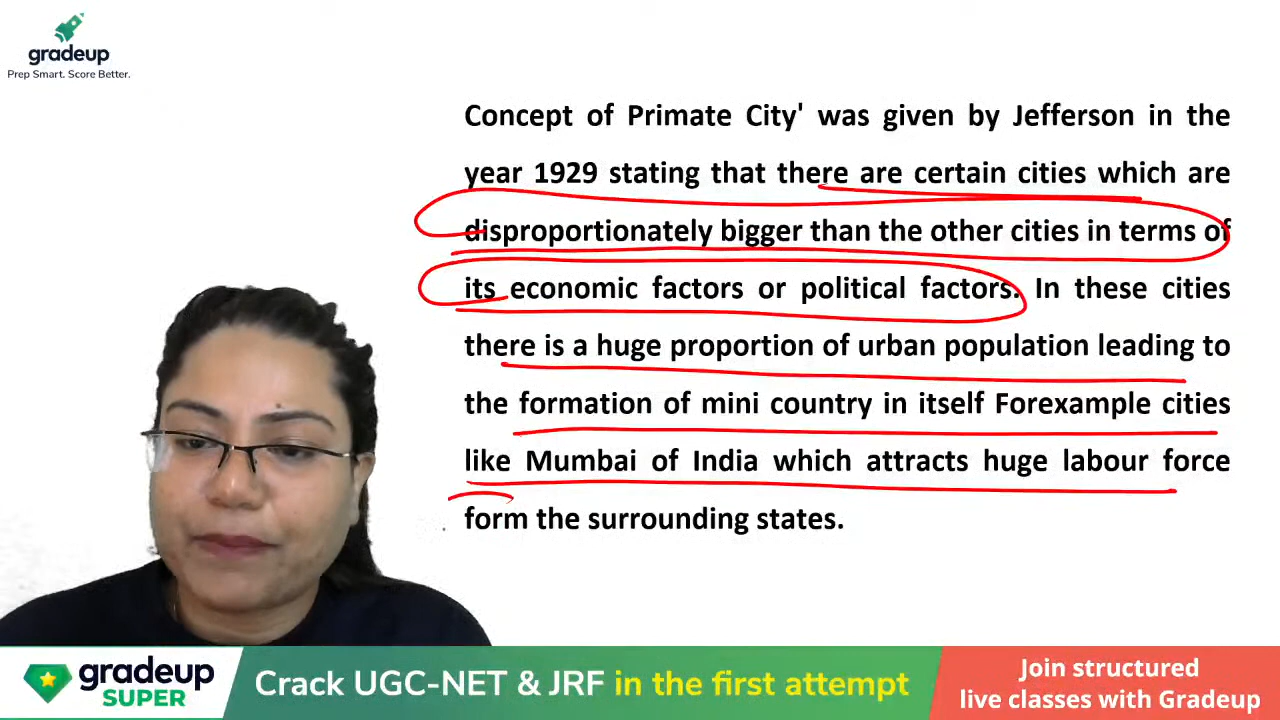 gradeup
Prep Smart. Score Better.
Concept of Primate City' was given by Jefferson in the
year 1929 stating that there are certain cities which are
disproportionately bigger than the other cities in terms of
its economic factors or political factors. In these cities
there is a huge proportion of urban population leading to
the formation of mini country in itself Forexample cities
like Mumbai of India which attracts huge labour force
form the surrounding states.
gradeup
SUPER
Crack UGC-NET & JRF in the first attempt
Join structured
live classes with Gradeup